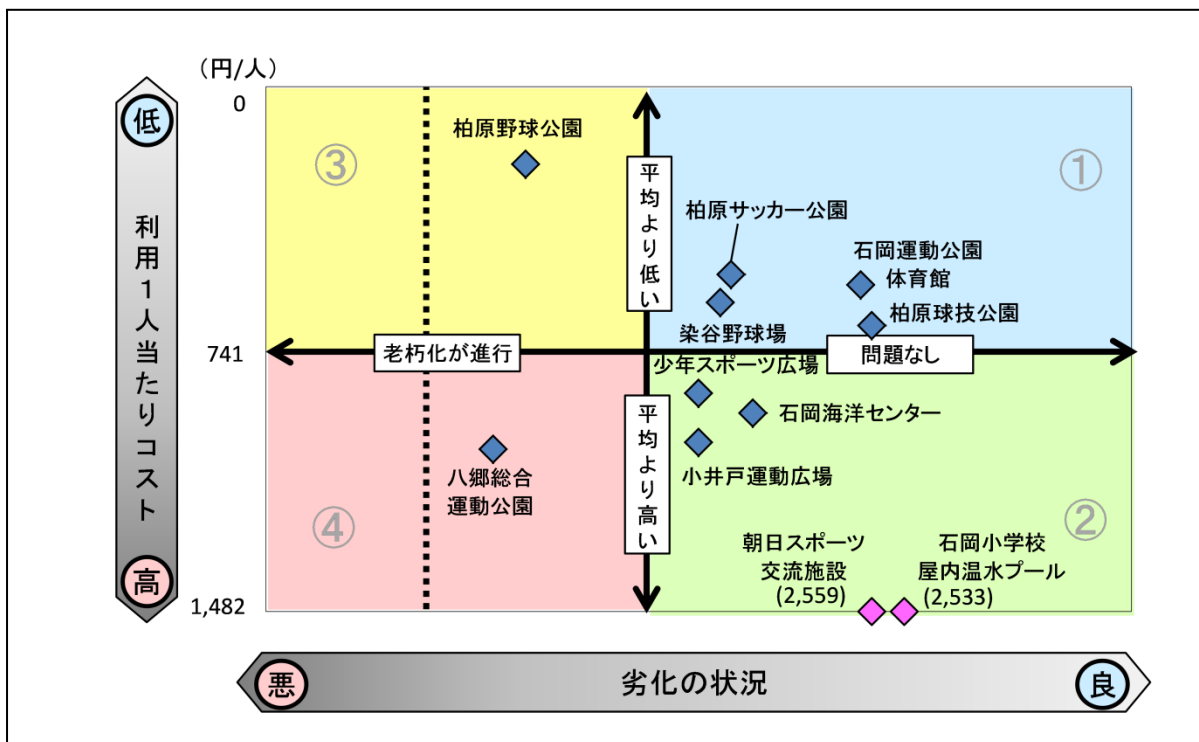 (円/人)
0
低
利用1人当たりコスト
高
741
1,482
③
柏原野球公園
平均より低い
①
柏原サッカー公園
石岡運動公園
体育館
柏原球技公園
染谷野球場
老朽化が進行
問題なし
少年スポーツ広場
平均より高い
石岡海洋センター
小井戸運動広場
八郷総合
運動公園
④
②
朝日スポーツ
交流施設
(2,559)
石岡小学校
屋内温水プール
(2,533)
悪
劣化の状況
良